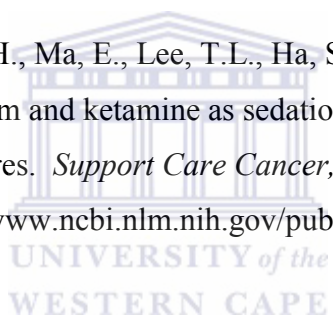 H., Ma, E., Lee, T.L., Ha, S
m and ketamine as sedatio
res. Support Care Cancer,
www.ncbi.nlm.nih.gov/pub
UNIVERSITY of the
WESTERN CAPE